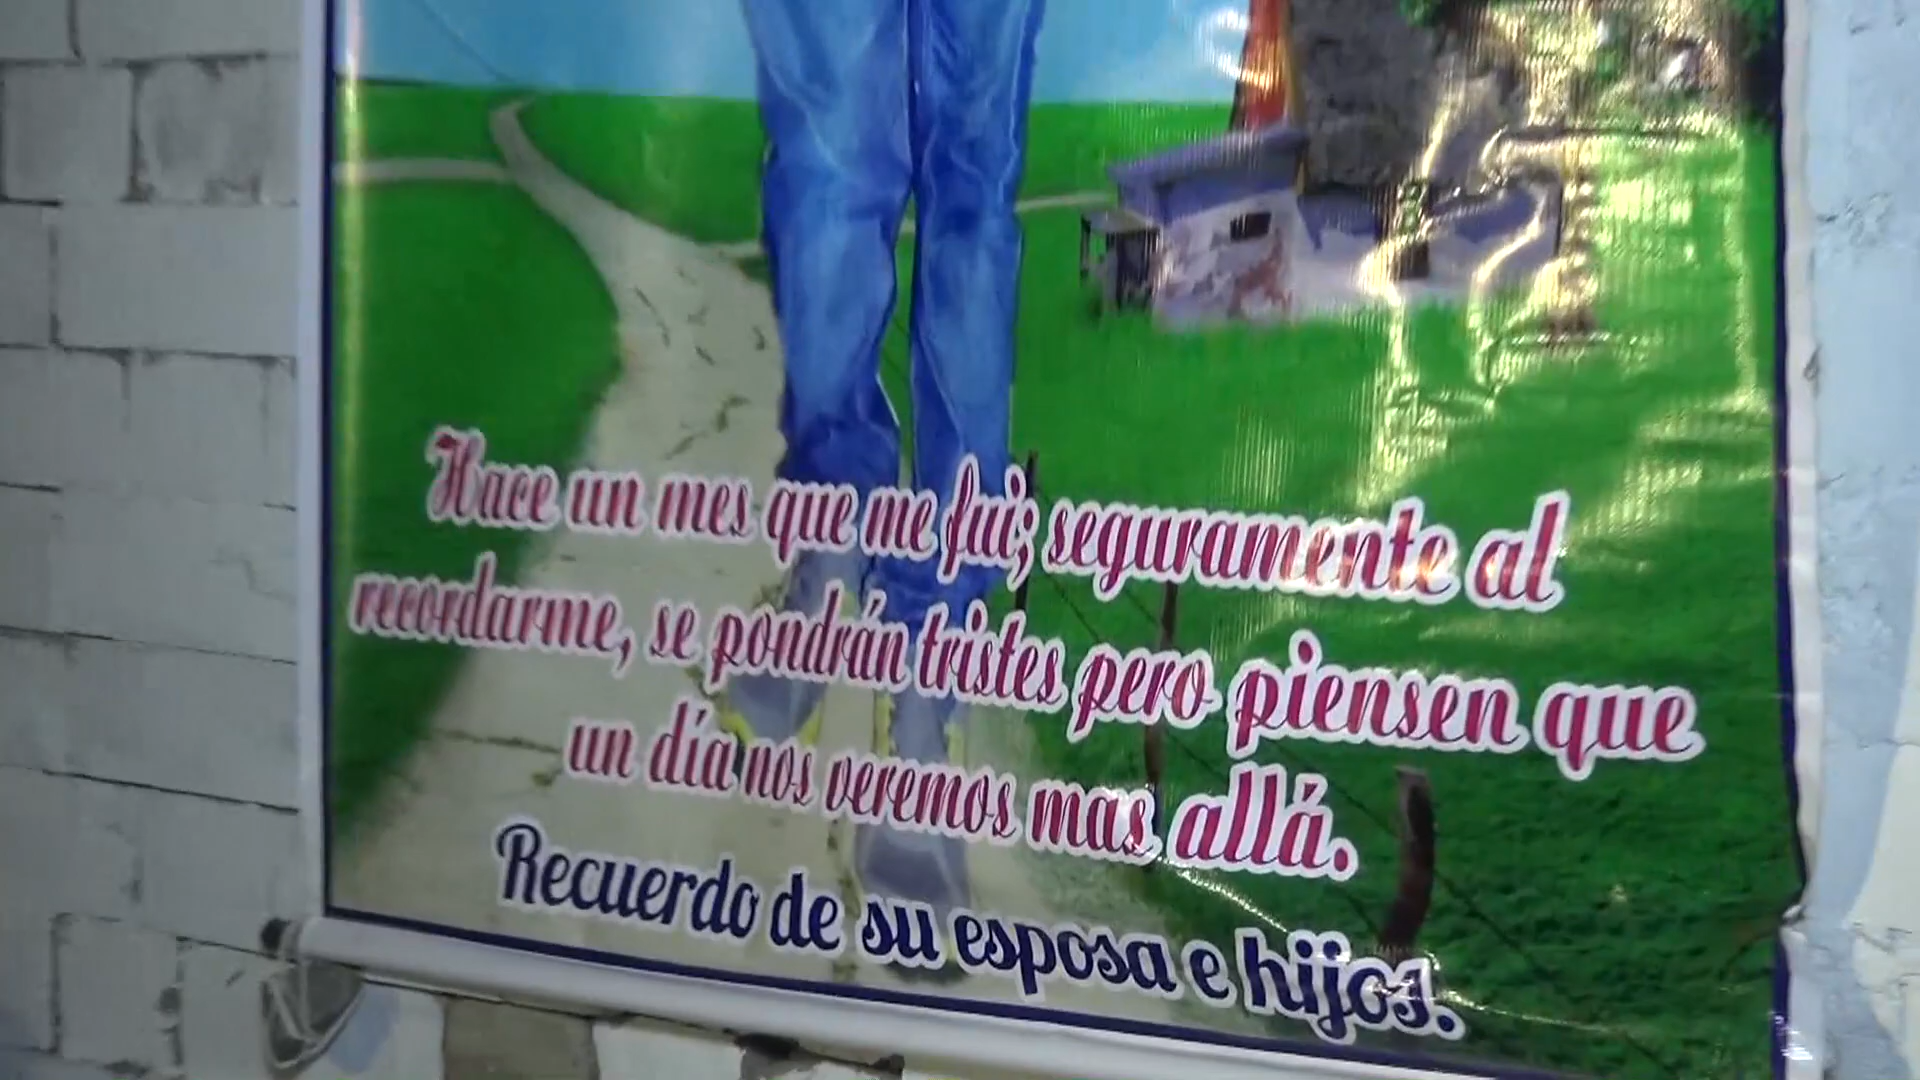 Hace un mes que me fui; seguramente al
recordarme, se pondrán tristes pero piensen que
un día nos veremos mas allá.
Recuerdo de su esposa e hijos.